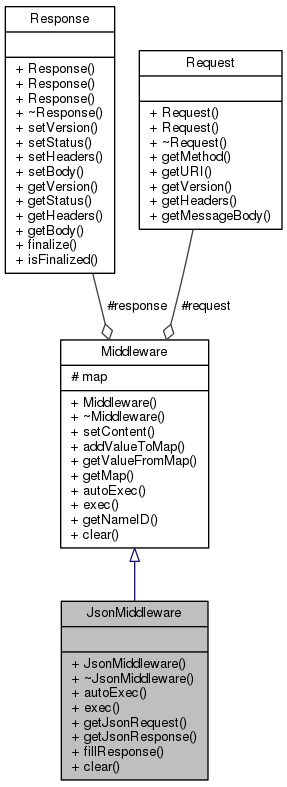 Response
+ Response()
+ Response()
+ Response()
+ ~Response()
+ setVersion()
+ setStatus()
+ setHeaders()
+ setBody()
+ getVersion()
+ getStatus()
+ getHeaders()
+ getBody()
+ finalize()
+ isFinalized()
Request
+ Request()
+ Request()
+ ~Request()
+ getMethod()
+ getURI()
+ getVersion()
+ getHeaders()
+ getMessageBody()
#response
#request
Middleware
# map
+ Middleware()
+ ~Middleware()
+ setContent()
+ addValueToMap()
+ getValueFromMap()
+ getMap()
+ autoExec()
+ exec()
+ getNameID()
+ clear()
JsonMiddleware
+ JsonMiddleware()
+ ~JsonMiddleware()
+ autoExec()
+ exec()
+ getJsonRequest()
+ getJsonResponse()
+ fillResponse()
+ clear()